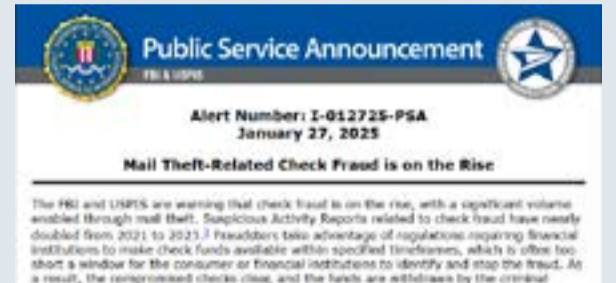 Public Service Announcement
FBI & USPIS
Alert Number: I-012725-PSA
January 27, 2025
Mail Theft-Related Check Fraud is on the Rise
The FBI and USPIS are warning that check fraud is on the rise, with a significant volume
enabled through mail theft. Suspicious Activity Reports related to check fraud have nearly
doubled from 2021 to 2023. Fraudsters take advantage of regulations requiring financial
institutions to make check funds available within specified timeframes, which is often too
short a window for the consumer or financial institutions to identify and stop the fraud. As
a result, the compromised checks clear, and the funds are withdrawn by the criminal